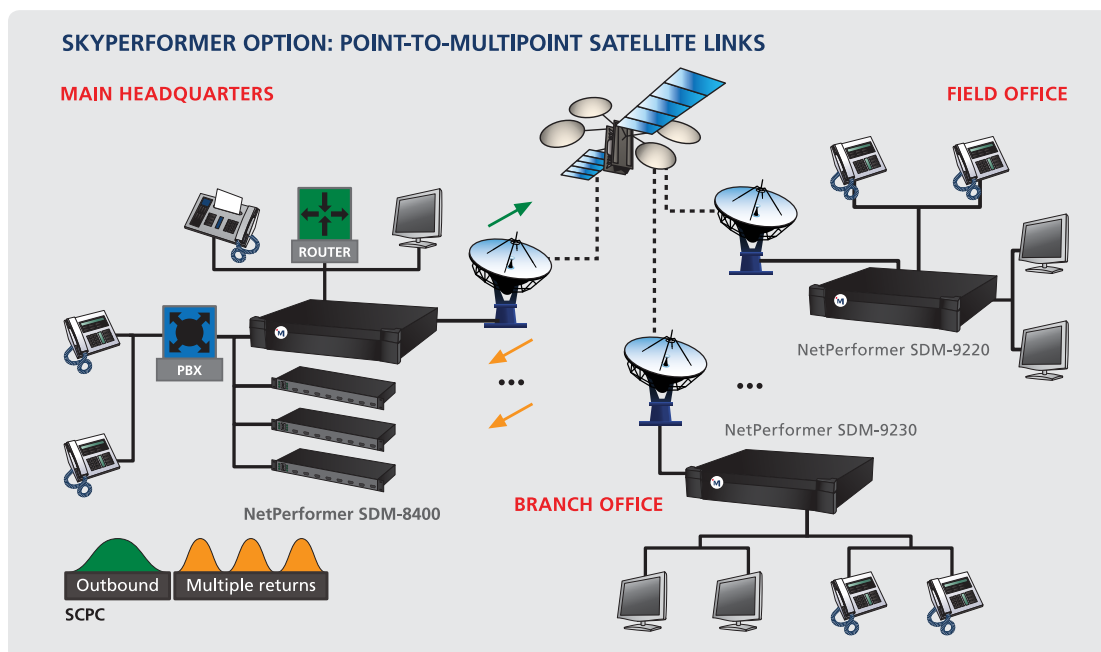 SKYPERFORMER OPTION: POINT-TO-MULTIPOINT SATELLITE LINKS
MAIN HEADQUARTERS
FIELD OFFICE
ROUTER
PBX
M
M
NetPerformer SDM-9220
NetPerformer SDM-9230
M
BRANCH OFFICE
NetPerformer SDM-8400
Outbound
Multiple returns
SCPC